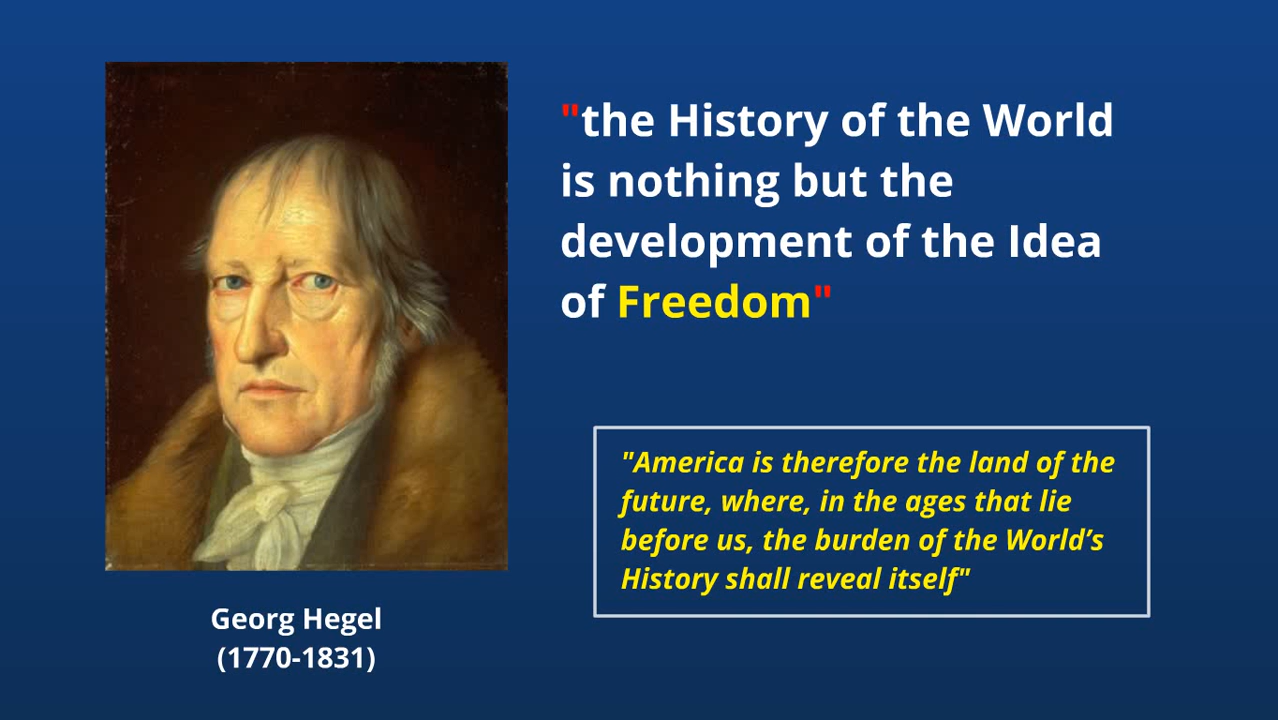 "the History of the World
is nothing but the
development of the Idea
of Freedom"
"America is therefore the land of the
future, where, in the ages that lie
before us, the burden of the World’s
History shall reveal itself"
Georg Hegel
(1770-1831)